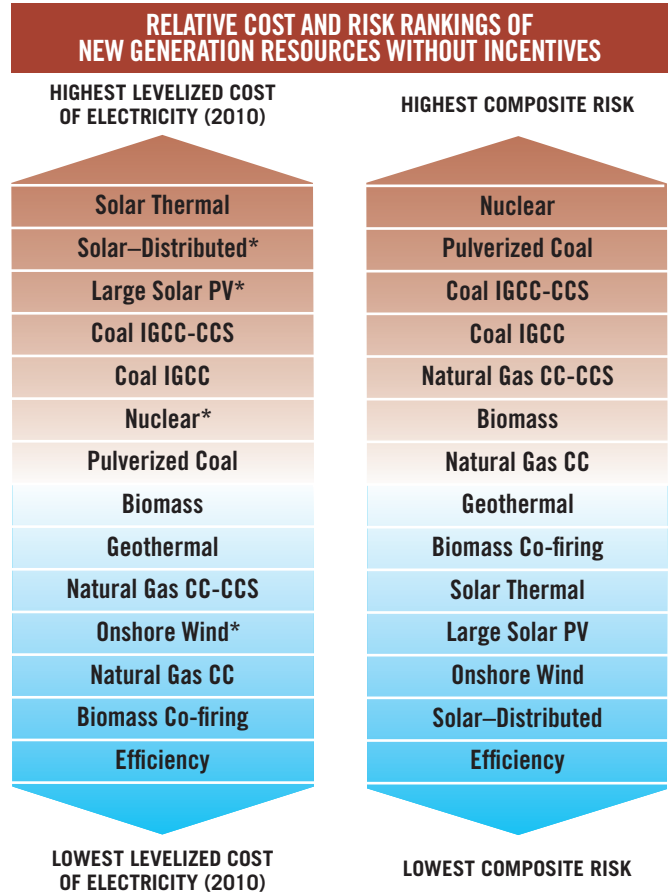 RELATIVE COST AND RISK RANKINGS OF
NEW GENERATION RESOURCES WITHOUT INCENTIVES
HIGHEST LEVELIZED COST
OF ELECTRICITY (2010)
Solar Thermal
Solar–Distributed*
Large Solar PV*
Coal IGCC-CCS
Coal IGCC
Nuclear*
Pulverized Coal
Biomass
Geothermal
Natural Gas CC-CCS
Onshore Wind*
Natural Gas CC
Biomass Co-firing
Efficiency
LOWEST LEVELIZED COST
OF ELECTRICITY (2010)
HIGHEST COMPOSITE RISK
Nuclear
Pulverized Coal
Coal IGCC-CCS
Coal IGCC
Natural Gas CC-CCS
Biomass
Natural Gas CC
Geothermal
Biomass Co-firing
Solar Thermal
Large Solar PV
Onshore Wind
Solar–Distributed
Efficiency
LOWEST COMPOSITE RISK